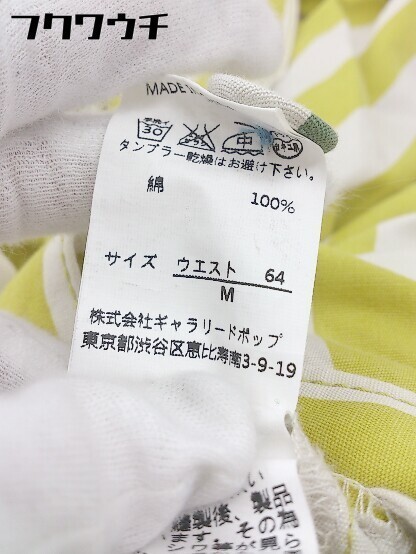 フクワウチ
MADE
30
中
タンブラー乾燥はお避け下さい。
綿 100%
サイズ ウエスト 64
M
株式会社ギャラリードポップ
東京都渋谷区恵比寿南3-9-19